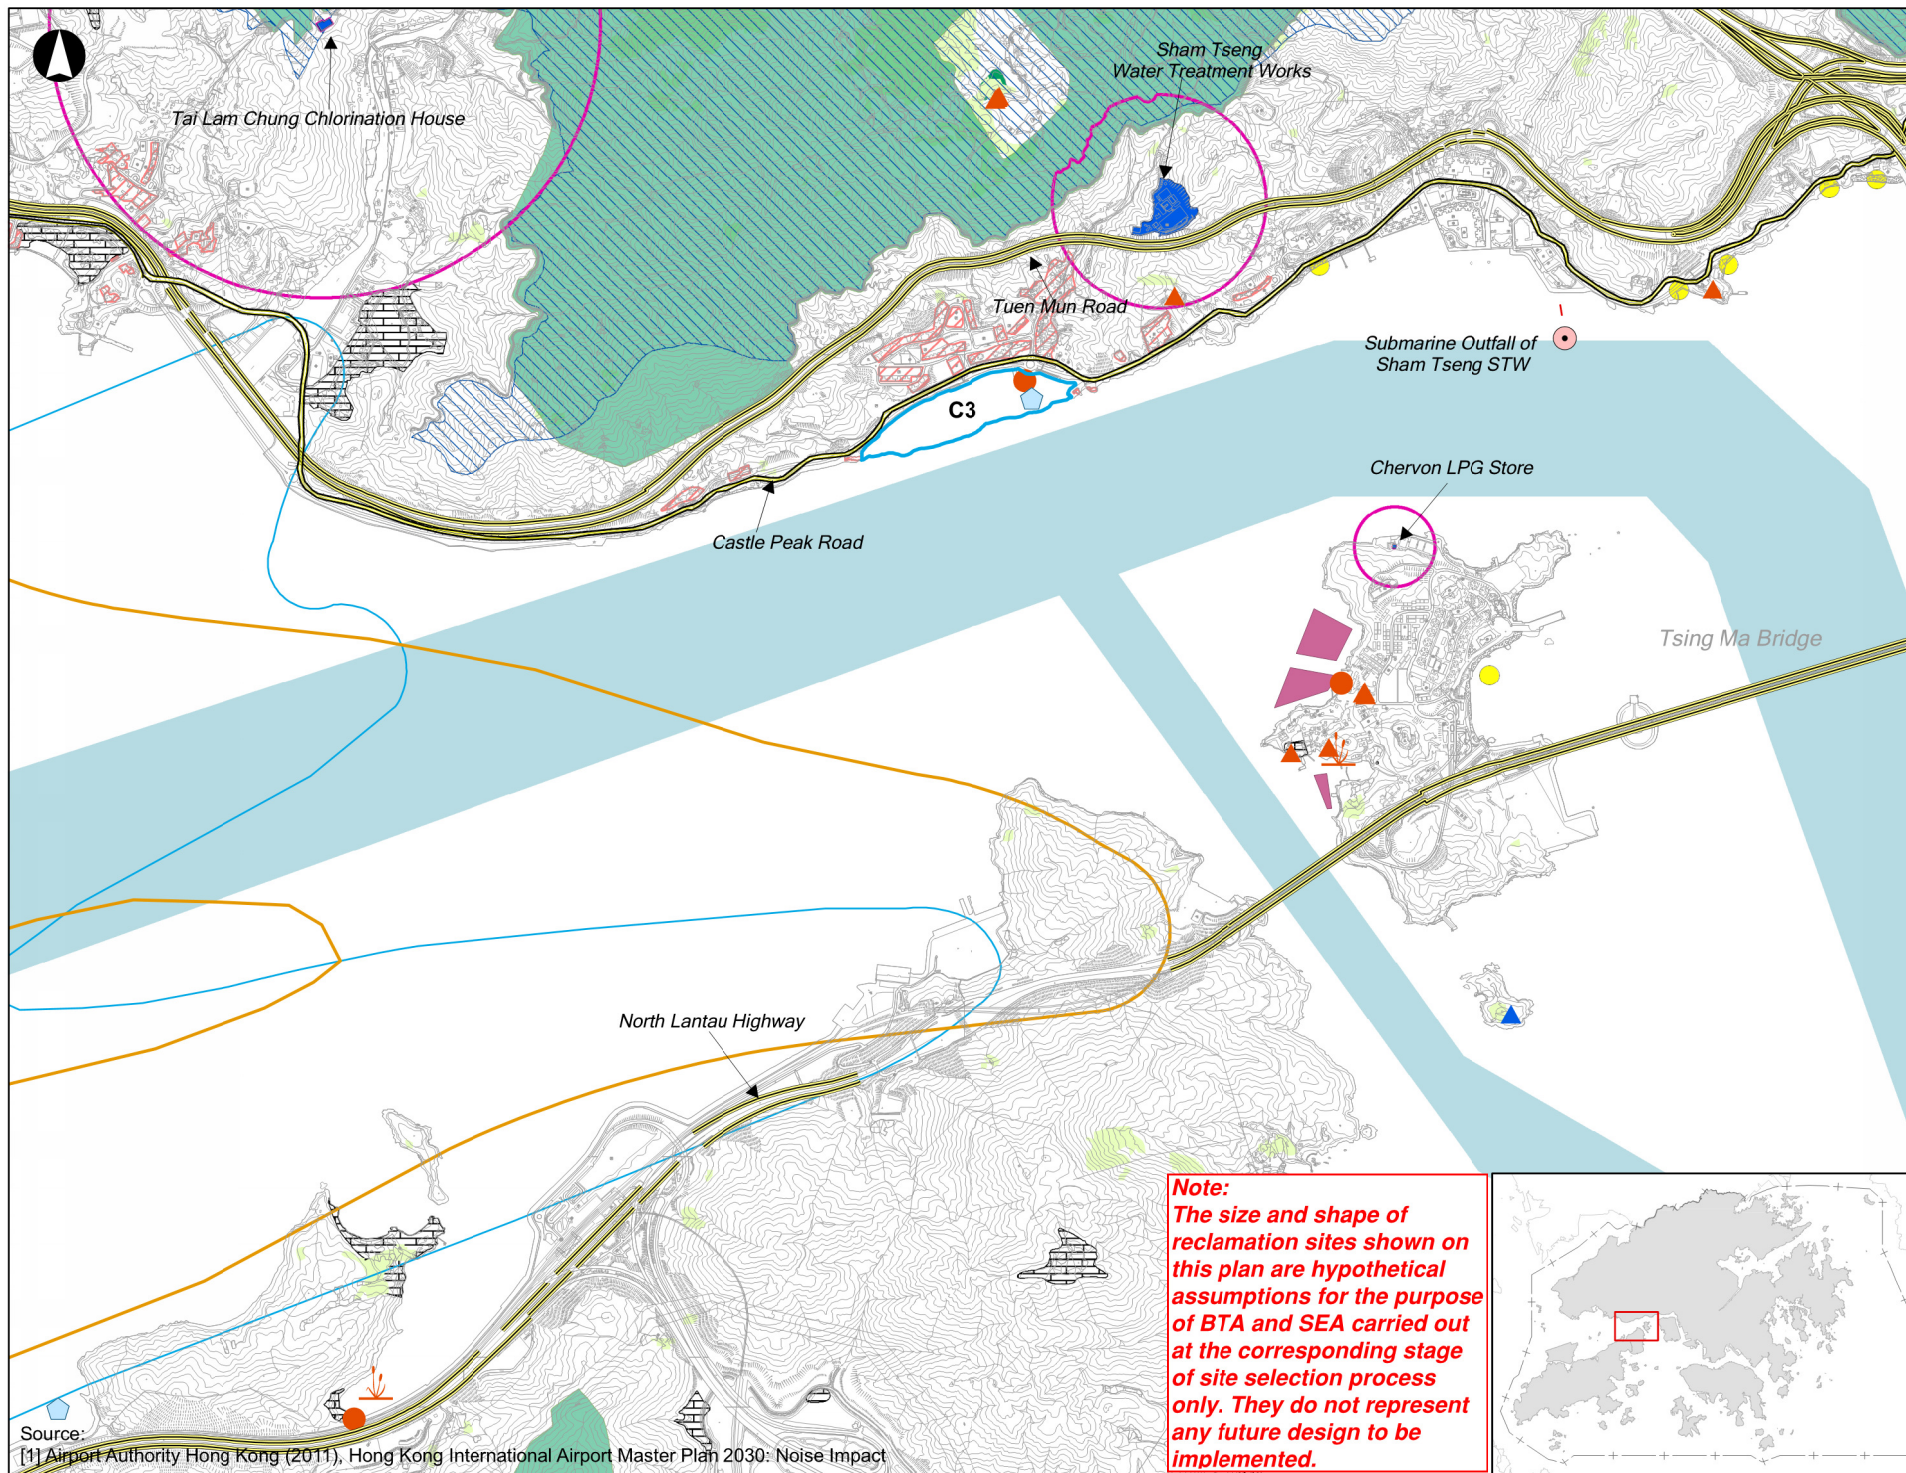 Sham Tseng
Water Treatment Works
Tai Lam Chung Chlorination House
Tuen Mun Road
Submarine Outfall of
Sham Tseng STW
C3
Chervon LPG Store
Castle Peak Road
Tsing Ma Bridge
North Lantau Highway
Note:
The size and shape of
reclamation sites shown on
this plan are hypothetical
assumptions for the purpose
of BTA and SEA carried out
at the corresponding stage
of site selection process
only. They do not represent
any future design to be
implemented.
Source:
[1] Airport Authority Hong Kong (2011), Hong Kong International Airport Master Plan 2030: Noise Impact